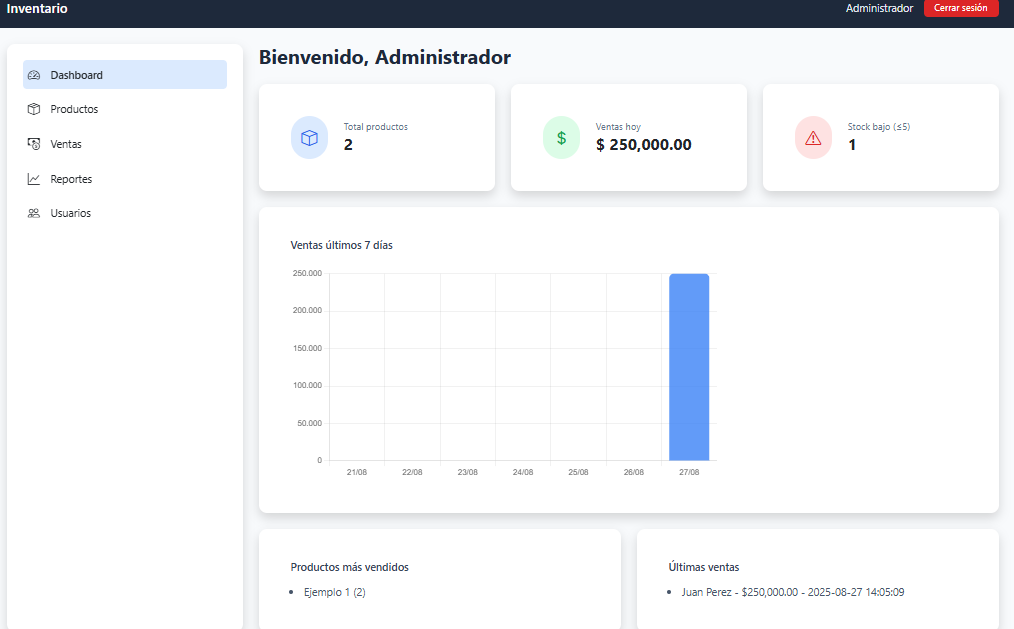 Inventario
Administrador
Cerrar sesión
Dashboard
Productos
Ventas
Reportes
Usuarios
Bienvenido, Administrador
Total productos
2
Ventas hoy
$ 250,000.00
Stock bajo (≤5)
1
Ventas últimos 7 días
250.000
200.000
150.000
100.000
50.000
0
21/08 22/08 23/08 24/08 25/08 26/08 27/08
Productos más vendidos
Ejemplo 1 (2)
Últimas ventas
Juan Perez - $250,000.00 - 2025-08-27 14:05:09